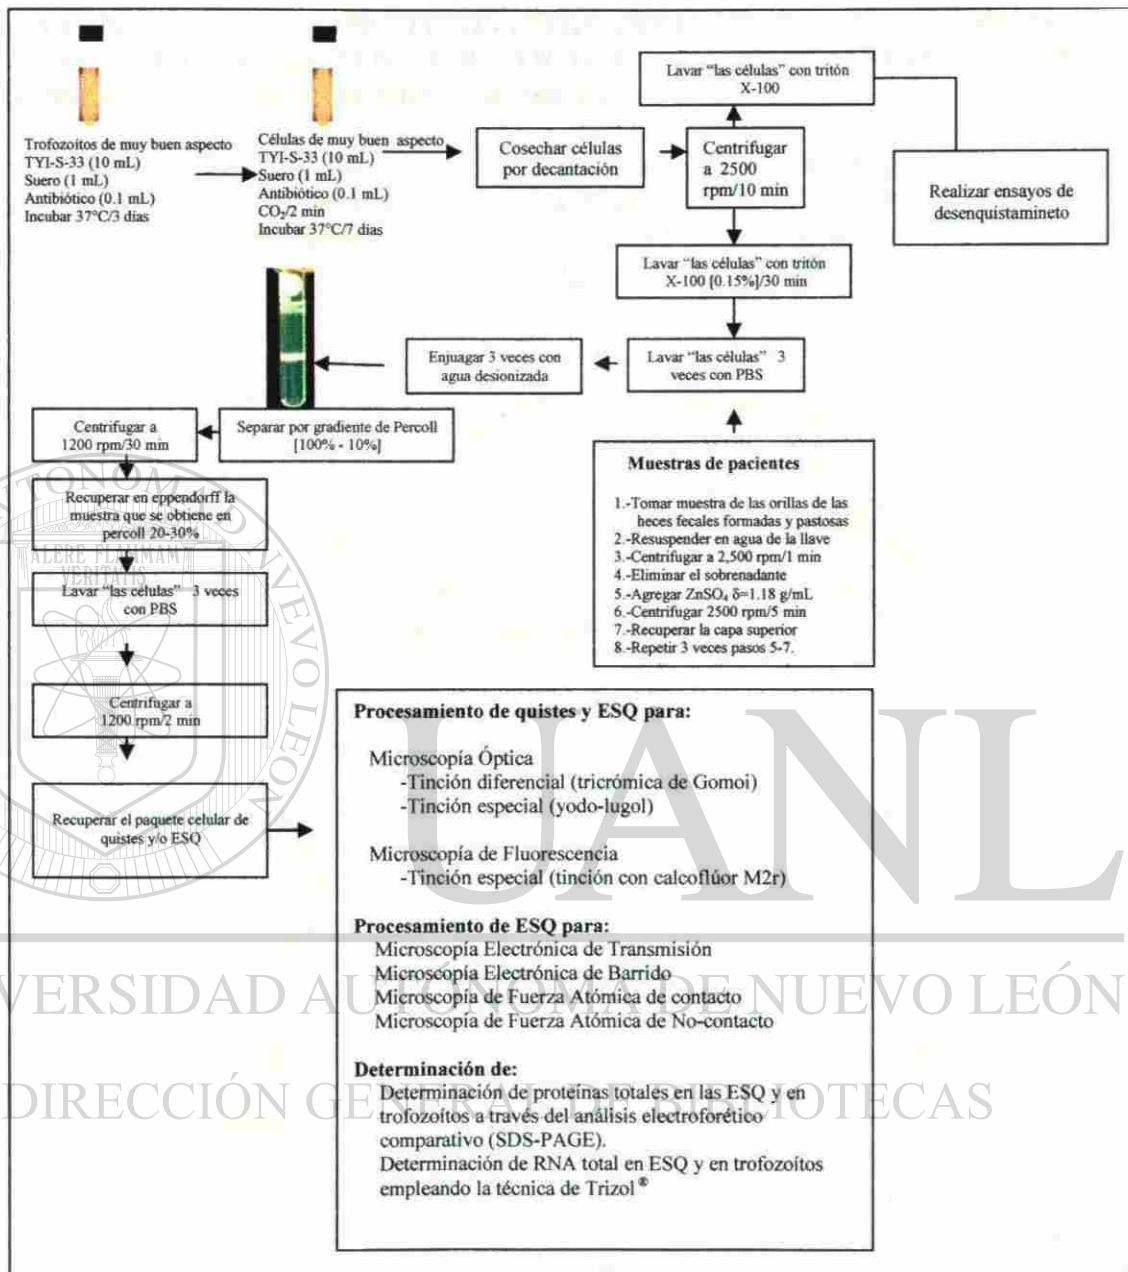 Trofozoitos de muy buen aspecto
TYI-S-33 (10 mL)
Suero (1 mL)
Antibiótico (0.1 mL)
Incubar 37°C/3 días
Células de muy buen aspecto
TYI-S-33 (10 mL)
Suero (1 mL)
Antibiótico (0.1 mL)
CO₂/2 min
Incubar 37°C/7 días
Cosechar células
por decantación
Centrifugar
a 2500
rpm/10 min
Lavar "las células" con tritón
X-100
Realizar ensayos de
desenquistamineto
Lavar "las células" con tritón
X-100 [0.15%]/30 min
Lavar "las células" 3
veces con PBS
Enjuagar 3 veces con
agua desionizada
Separar por gradiente de Percoll
[100% - 10%]
Centrifugar a
1200 rpm/30 min
Recuperar en eppendorff la
muestra que se obtiene en
percoll 20-30%
Lavar "las células" 3 veces
con PBS
Centrifugar a
1200 rpm/2 min
Recuperar el paquete celular de
quistes y/o ESQ
Muestras de pacientes
1.-Tomar muestra de las orillas de las
heces fecales formadas y pastosas
2.-Resuspender en agua de la llave
3.-Centrifugar a 2,500 rpm/1 min
4.-Eliminar el sobrenadante
5.-Agregar ZnSO₄ δ=1.18 g/mL
6.-Centrifugar 2500 rpm/5 min
7.-Recuperar la capa superior
8.-Repetir 3 veces pasos 5-7.
Procesamiento de quistes y ESQ para:
Microscopía Óptica
-Tinción diferencial (tricrómica de Gomoi)
-Tinción especial (yodo-lugol)
Microscopía de Fluorescencia
-Tinción especial (tinción con calcoflúor M2r)
Procesamiento de ESQ para:
Microscopía Electrónica de Transmisión
Microscopía Electrónica de Barrido
Microscopía de Fuerza Atómica de contacto
Microscopía de Fuerza Atómica de No-contacto
Determinación de:
Determinación de proteínas totales en las ESQ y en
trofozoítos a través del análisis electroforético
comparativo (SDS-PAGE).
Determinación de RNA total en ESQ y en trofozoítos
empleando la técnica de Trizol®
UANL
VERSIDAD AUTÓNOMA DE NUEVO LEÓN
DIRECCIÓN GENERAL DE BIBLIOTECAS
TONOMA
NUEVO LEÓN
ALERE FLAMMAM
VERITATIS